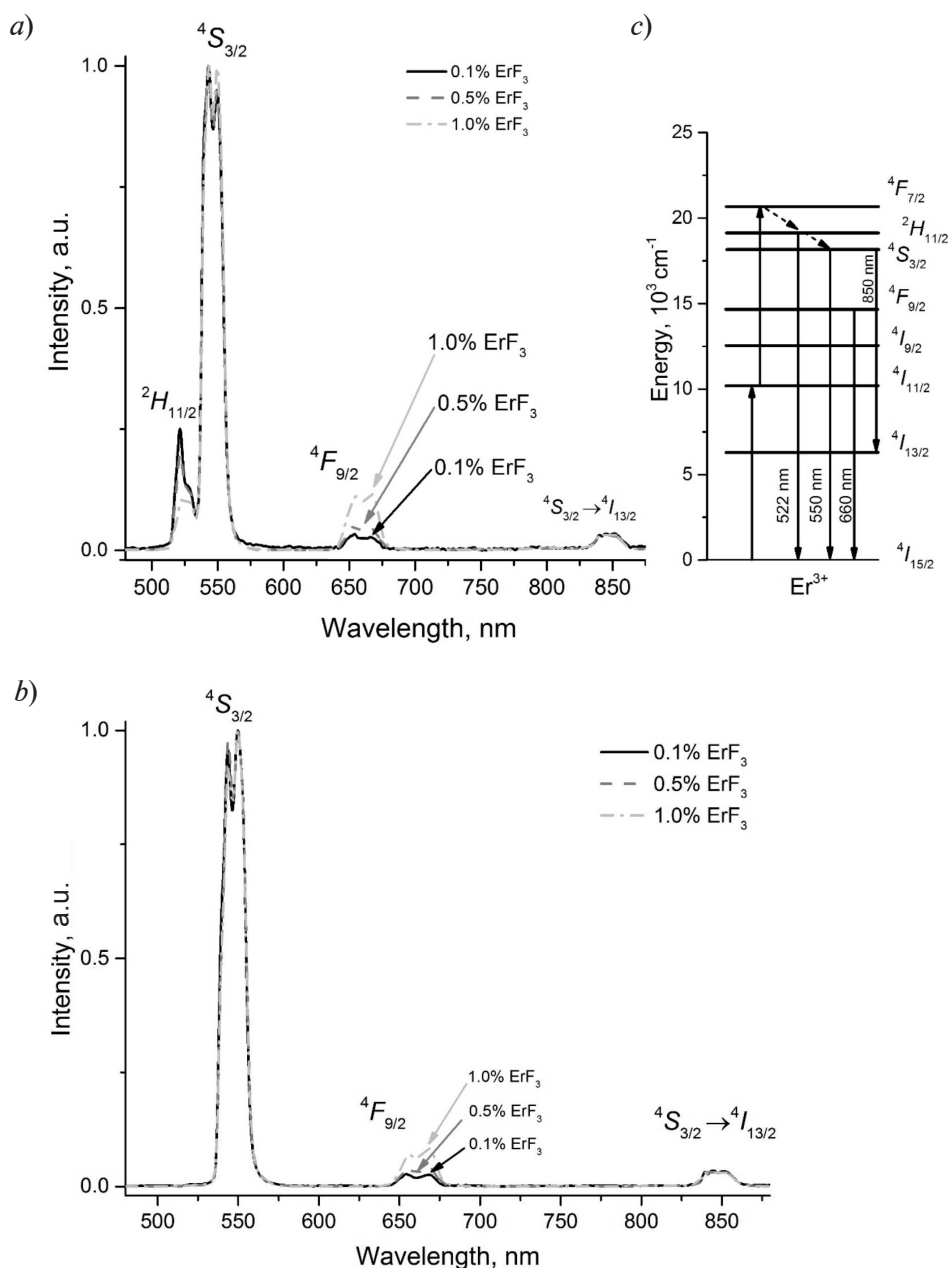 a)
⁴S₃/₂
1.0
0.5
0.0
Intensity, a.u.
0.1% ErF₃
0.5% ErF₃
1.0% ErF₃
²H₁₁/₂
1.0% ErF₃
0.5% ErF₃
0.1% ErF₃
⁴F₉/₂
⁴S₃/₂→⁴I₁₃/₂
500 550 600 650 700 750 800 850
Wavelength, nm
c)
25
20
15
10
5
0
Energy, 10³ cm⁻¹
⁴F₇/₂
²H₁₁/₂
⁴S₃/₂
850 nm
⁴F₉/₂
⁴I₉/₂
⁴I₁₁/₂
⁴I₁₃/₂
522 nm
550 nm
660 nm
⁴I₁₅/₂
Er³⁺
b)
⁴S₃/₂
1.0
0.5
0.0
Intensity, a.u.
0.1% ErF₃
0.5% ErF₃
1.0% ErF₃
1.0% ErF₃
0.5% ErF₃
0.1% ErF₃
⁴F₉/₂
⁴S₃/₂→⁴I₁₃/₂
500 550 600 650 700 750 800 850
Wavelength, nm